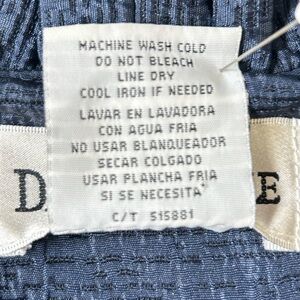 MACHINE WASH COLD
DO NOT BLEACH
LINE DRY
COOL IRON IF NEEDED
LAVAR EN LAVADORA
CON AGUA FRIA
NO USAR BLANQUEADOR
SECAR COLGADO
USAR PLANCHA FRIA
SI SE NECESITA
C/T 515881
D
E